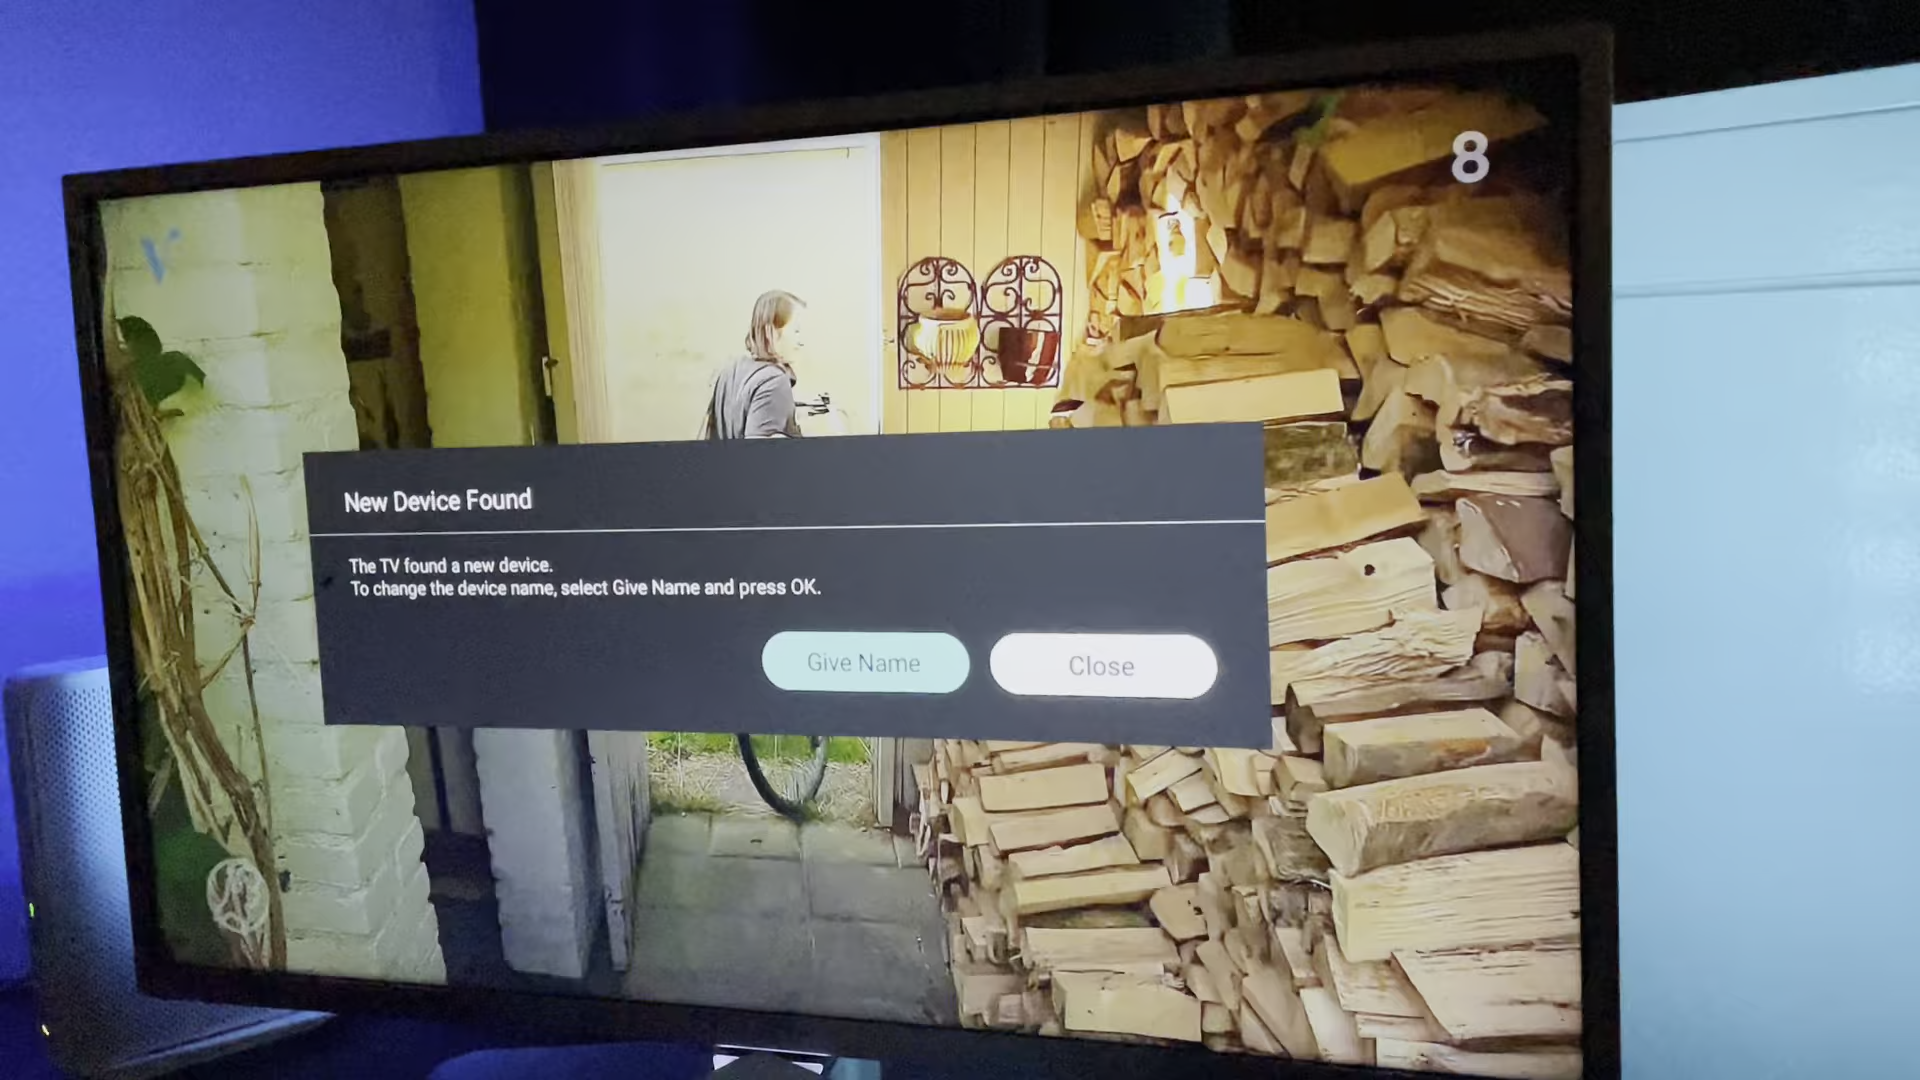 8
New Device Found
The TV found a new device.
To change the device name, select Give Name and press OK.
Give Name
Close